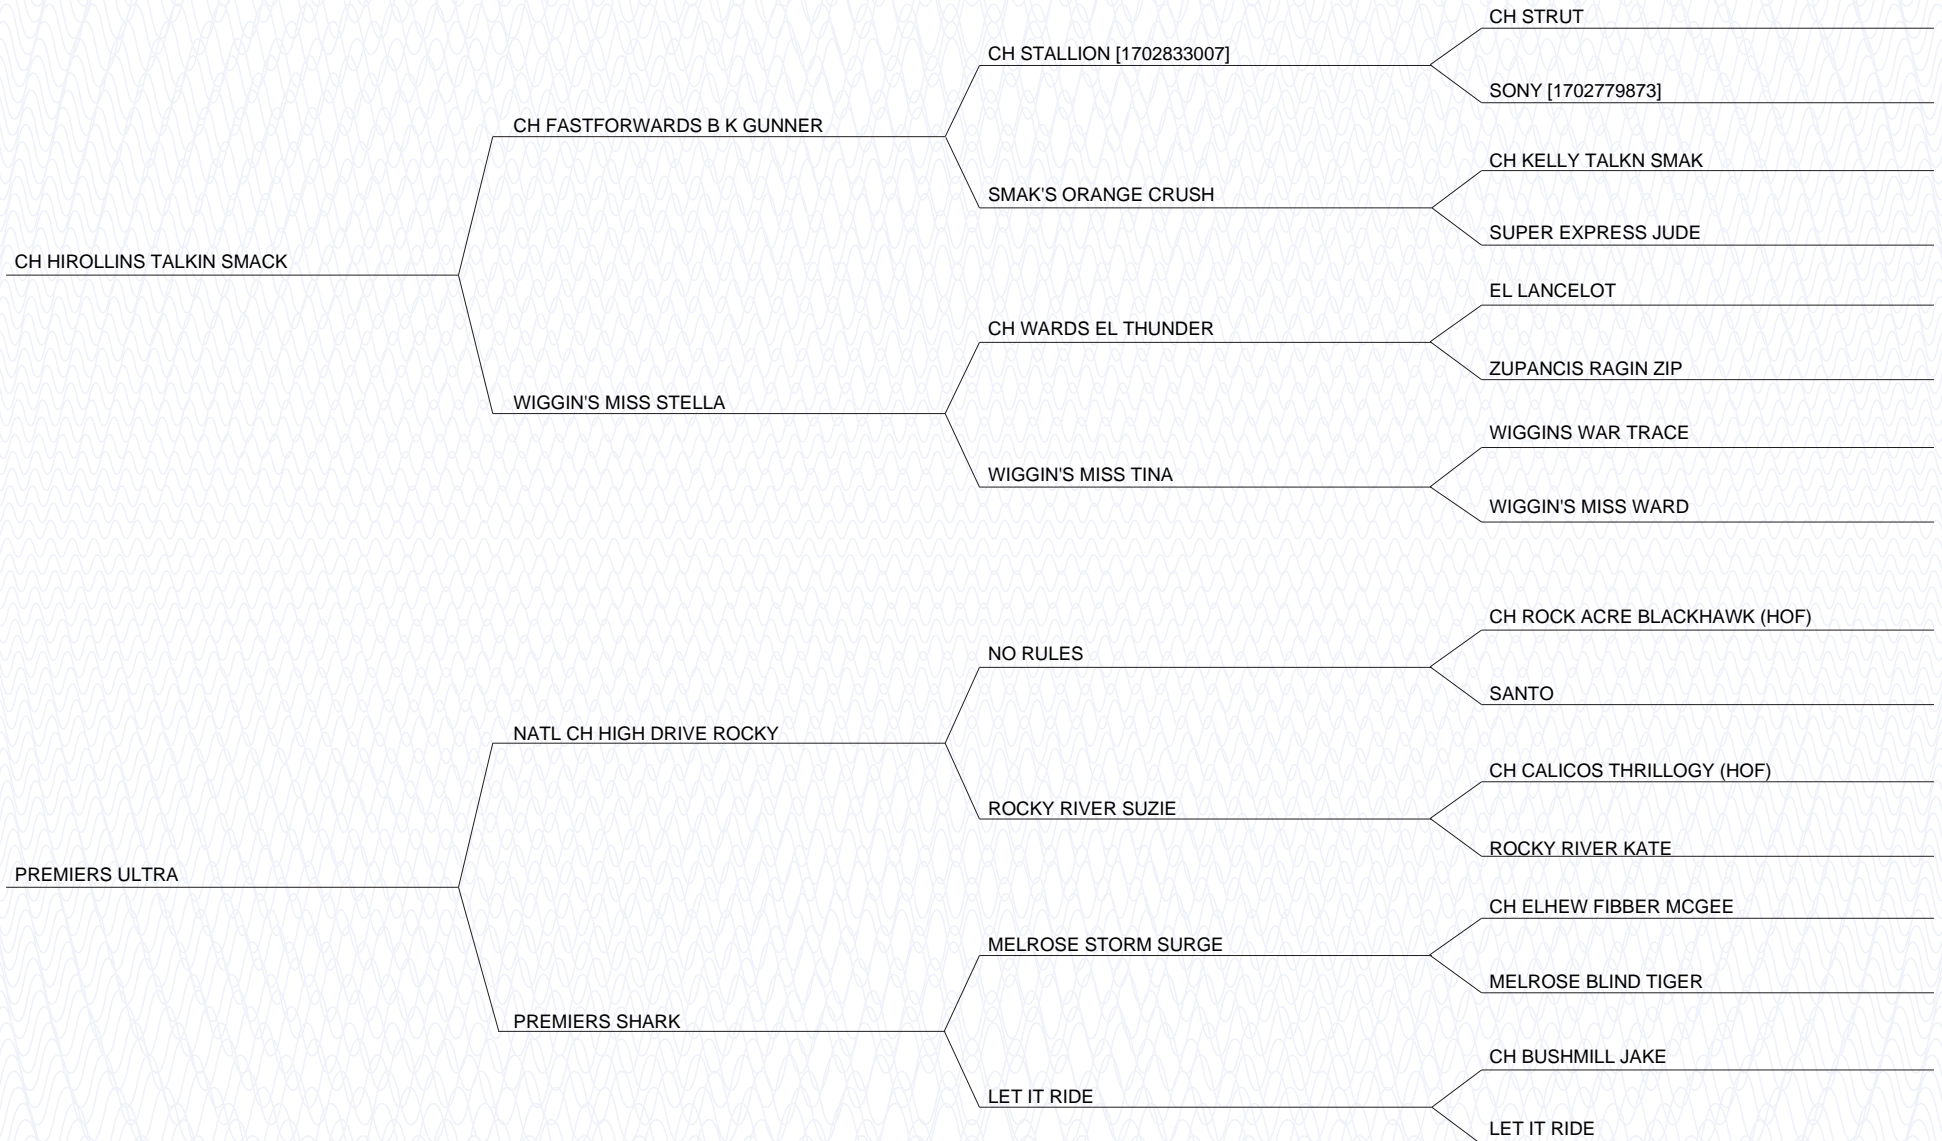 CH HIROLLINS TALKIN SMACK
CH FASTFORWARDS B K GUNNER
CH STALLION [1702833007]
CH STRUT
SONY [1702779873]
SMAK'S ORANGE CRUSH
CH KELLY TALKN SMAK
SUPER EXPRESS JUDE
WIGGIN'S MISS STELLA
CH WARDS EL THUNDER
EL LANCELOT
ZUPANCIS RAGIN ZIP
WIGGIN'S MISS TINA
WIGGINS WAR TRACE
WIGGIN'S MISS WARD
PREMIERS ULTRA
NATL CH HIGH DRIVE ROCKY
NO RULES
CH ROCK ACRE BLACKHAWK (HOF)
SANTO
ROCKY RIVER SUZIE
CH CALICOS THRILLOGY (HOF)
ROCKY RIVER KATE
PREMIERS SHARK
MELROSE STORM SURGE
CH ELHEW FIBBER MCGEE
MELROSE BLIND TIGER
LET IT RIDE
CH BUSHMILL JAKE
LET IT RIDE